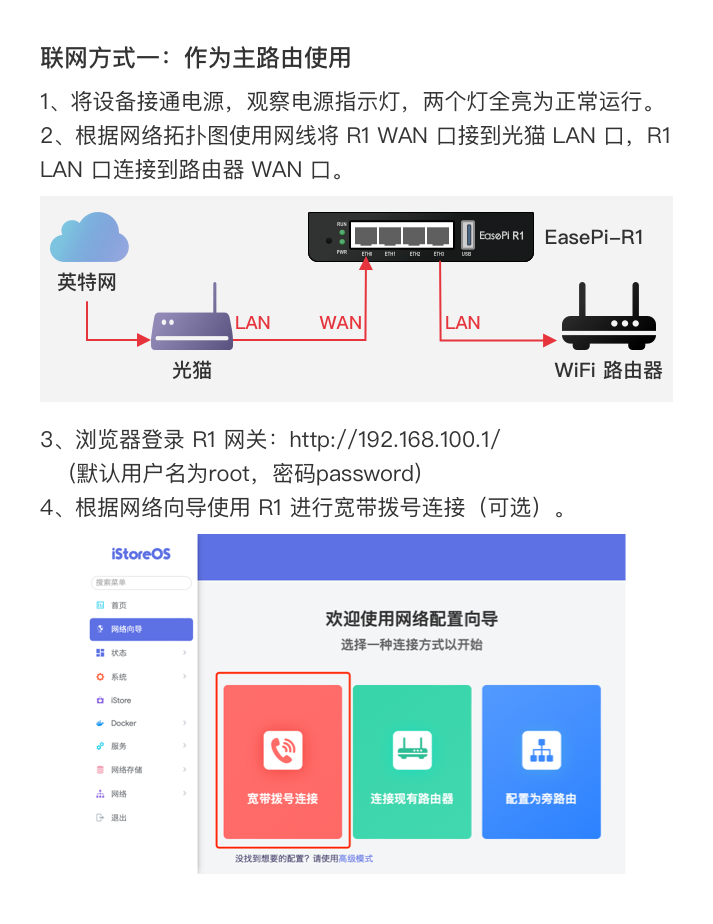 联网方式一：作为主路由使用
1、将设备接通电源，观察电源指示灯，两个灯全亮为正常运行。
2、根据网络拓扑图使用网线将 R1 WAN 口接到光猫 LAN 口，R1
LAN 口连接到路由器 WAN 口。
RUN
PWR
ETH0
ETH1
ETH2
ETH3
USB
EasePi R1
EasePi-R1
英特网
LAN
WAN
LAN
光猫
WiFi 路由器
3、浏览器登录 R1 网关：http://192.168.100.1/
（默认用户名为root，密码password）
4、根据网络向导使用 R1 进行宽带拨号连接（可选）。
iStoreOS
搜索菜单
首页
网络向导
状态
系统
iStore
Docker
服务
网络存储
网络
退出
欢迎使用网络配置向导
选择一种连接方式以开始
宽带拨号连接
连接现有路由器
配置为旁路由
没找到想要的配置？请使用高级模式